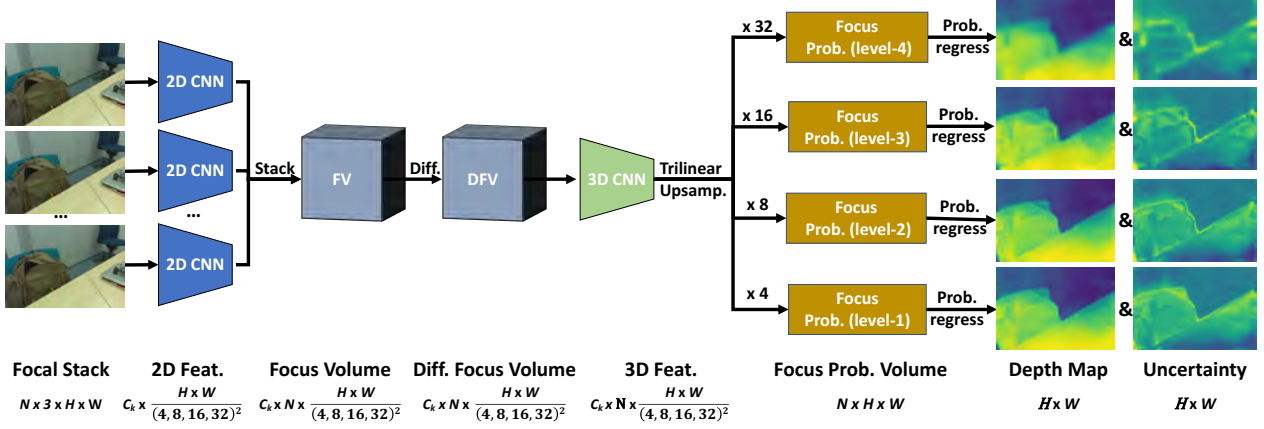 2D CNN
2D CNN
...
...
2D CNN
Stack
FV
Diff.
DFV
3D CNN
Trilinear
Upsamp.
x 32
Focus
Prob. (level-4)
Prob.
regress
&
x 16
Focus
Prob. (level-3)
Prob.
regress
&
x 8
Focus
Prob. (level-2)
Prob.
regress
&
x 4
Focus
Prob. (level-1)
Prob.
regress
&
Focal Stack 2D Feat. Focus Volume Diff. Focus Volume 3D Feat. Focus Prob. Volume Depth Map Uncertainty
N x 3 x H x W
Cₖ x H x W / (4, 8, 16, 32)²
Cₖ x N x H x W / (4, 8, 16, 32)²
Cₖ x N x H x W / (4, 8, 16, 32)²
Cₖ x N x H x W / (4, 8, 16, 32)²
N x H x W
H x W
H x W